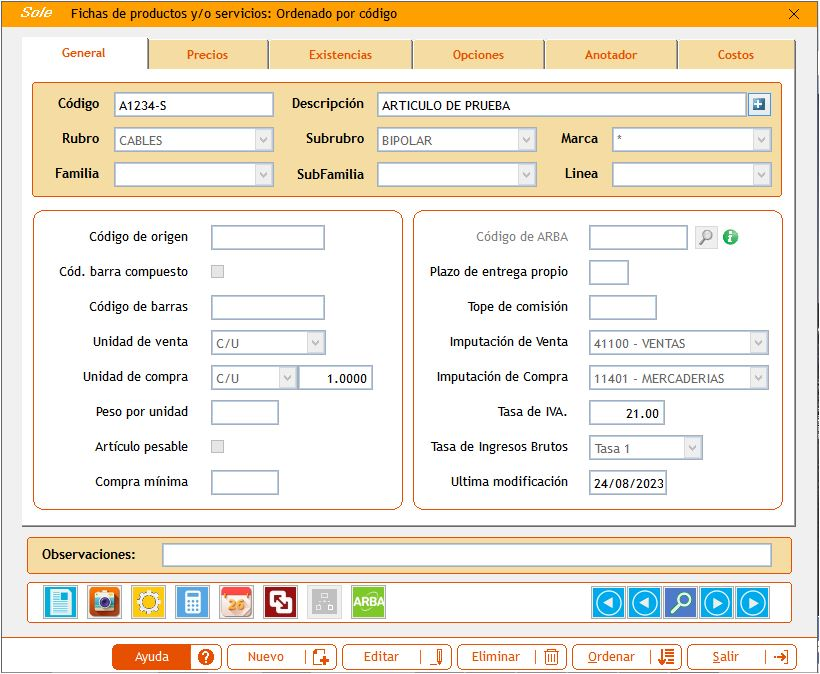 Sole Fichas de productos y/o servicios: Ordenado por código
General Precios Existencias Opciones Anotador Costos
Código A1234-S Descripción ARTICULO DE PRUEBA
Rubro CABLES Subrubro BIPOLAR Marca *
Familia SubFamilia Linea
Código de origen
Cód. barra compuesto
Código de barras
Unidad de venta C/U
Unidad de compra C/U 1.0000
Peso por unidad
Artículo pesable
Compra mínima
Código de ARBA
Plazo de entrega propio
Tope de comisión
Imputación de Venta 41100 - VENTAS
Imputación de Compra 11401 - MERCADERIAS
Tasa de IVA. 21.00
Tasa de Ingresos Brutos Tasa 1
Ultima modificación 24/08/2023
Observaciones:
26 ARBA
Ayuda ? Nuevo Editar Eliminar Ordenar Salir